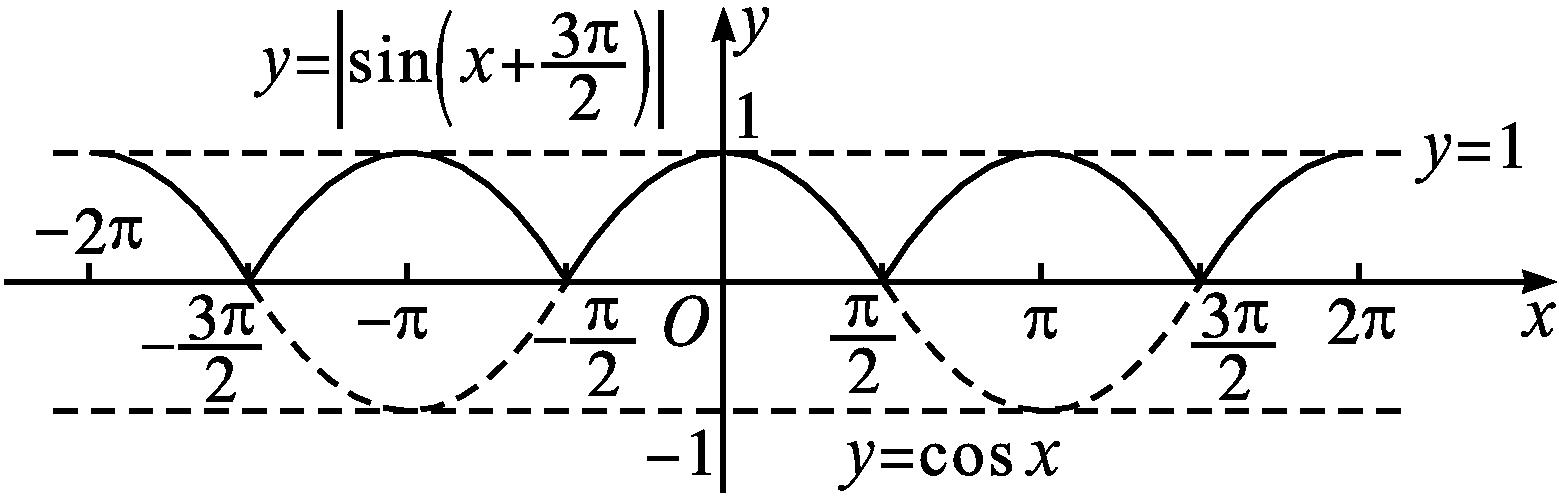 y=|sin(x+3π/2)|
y
1
y=1
-2π
-3π/2
-π
-π/2
O
π/2
π
3π/2
2π
x
-1
y=cos x